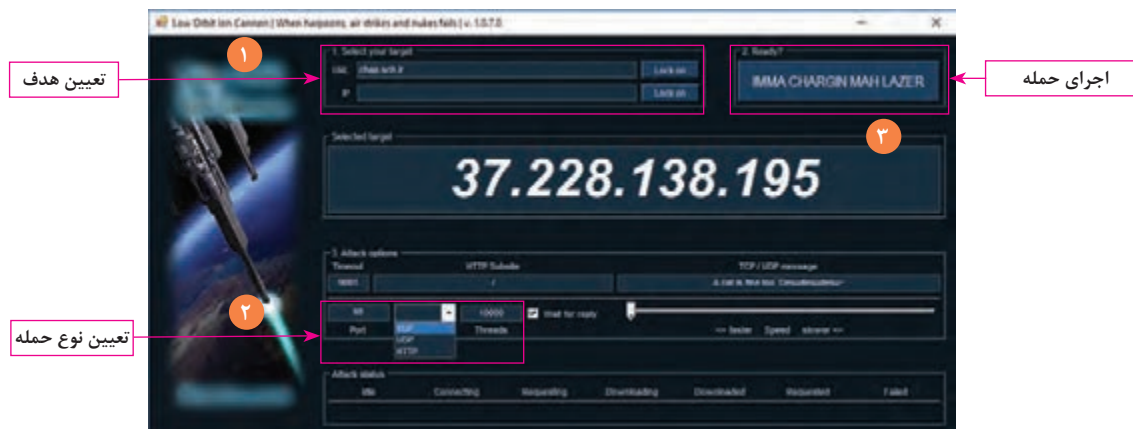 Low Orbit Ion Cannon | When harpoons, air strikes and nukes fails | v. 1.0.7.0
۱
تعیین هدف
1. Select your target
URL
Lock on
IP
Lock on
2. Ready?
IMMA CHARGIN MAH LAZER
اجرای حمله
۳
Selected target
37.228.138.195
3. Attack options
Timeout
HTTP Subsite
TCP / UDP message
9001
/
۲
تعیین نوع حمله
80
10000
Wait for reply
Port
TCP
UDP
HTTP
Threads
<= faster Speed slower =>
Attack status
Idle
Connecting
Requesting
Downloading
Downloaded
Requested
Failed